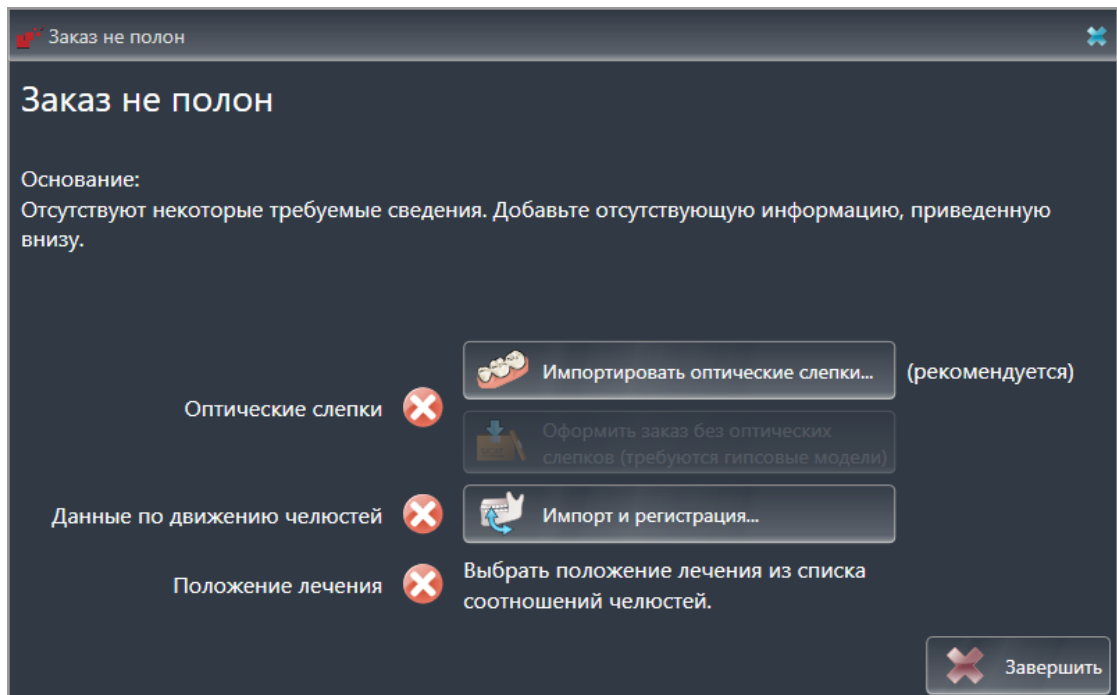 Заказ не полон
Заказ не полон
Основание:
Отсутствуют некоторые требуемые сведения. Добавьте отсутствующую информацию, приведенную
внизу.
Импортировать оптические слепки...
(рекомендуется)
Оптические слепки
Оформить заказ без оптических
слепков (требуются гипсовые модели)
Данные по движению челюстей
Импорт и регистрация...
Положение лечения
Выбрать положение лечения из списка
соотношений челюстей.
Завершить